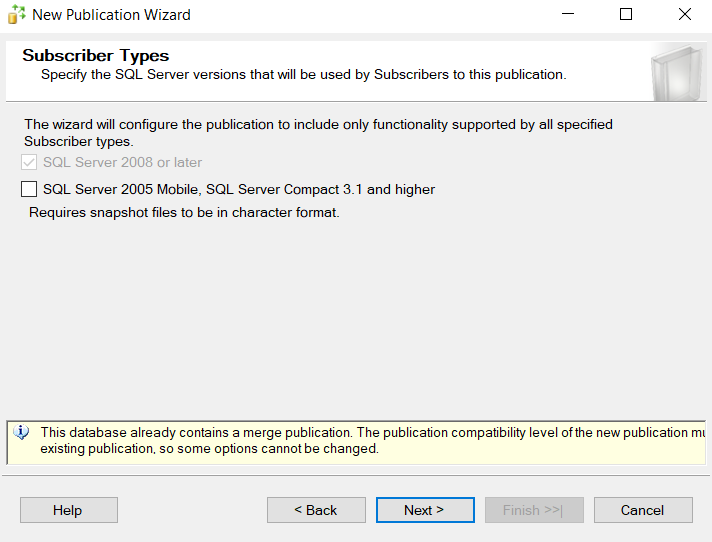 New Publication Wizard
Subscriber Types
Specify the SQL Server versions that will be used by Subscribers to this publication.
The wizard will configure the publication to include only functionality supported by all specified
Subscriber types.
SQL Server 2008 or later
SQL Server 2005 Mobile, SQL Server Compact 3.1 and higher
Requires snapshot files to be in character format.
This database already contains a merge publication. The publication compatibility level of the new publication mu
existing publication, so some options cannot be changed.
Help
< Back
Next >
Finish >>|
Cancel